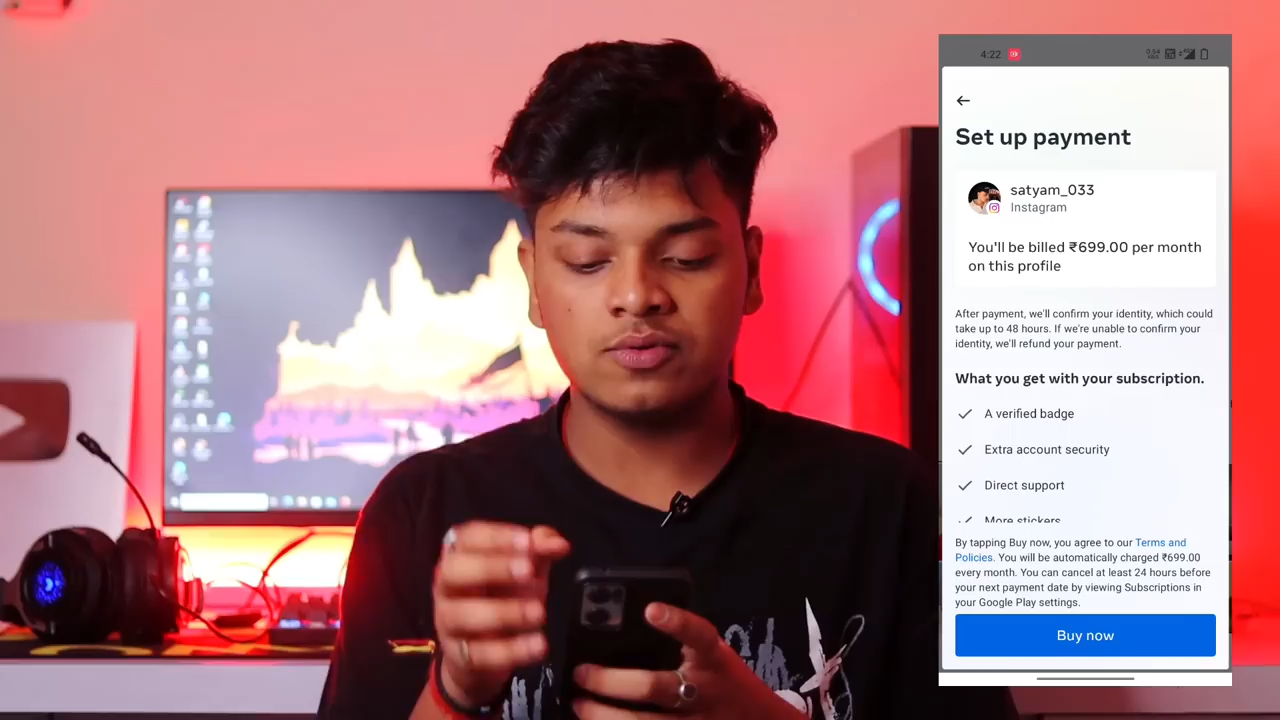 4:22
0.54
KB/S
Set up payment
satyam_033
Instagram
You'll be billed ₹699.00 per month
on this profile
After payment, we'll confirm your identity, which could
take up to 48 hours. If we're unable to confirm your
identity, we'll refund your payment.
What you get with your subscription.
A verified badge
Extra account security
Direct support
More stickers
By tapping Buy now, you agree to our Terms and
Policies. You will be automatically charged ₹699.00
every month. You can cancel at least 24 hours before
your next payment date by viewing Subscriptions in
your Google Play settings.
Buy now